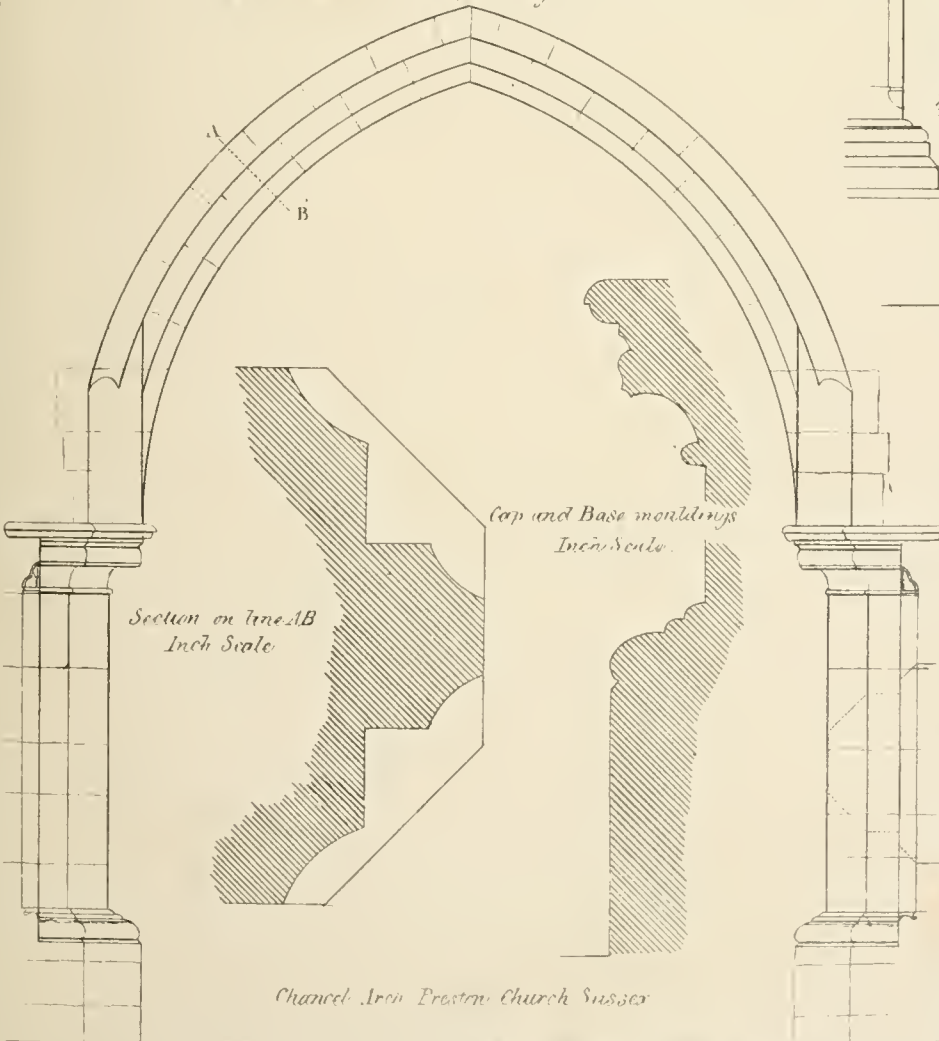 A
B
Cap and Base mouldings
Inch Scale.
Section on line AB
Inch Scale
Chancel Arch Preston Church Sussex